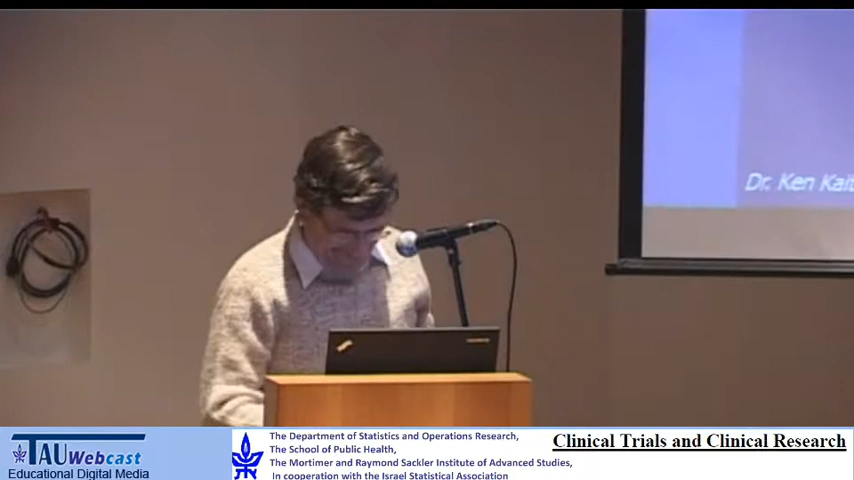 Dr. Ken
TAU Webcast
Educational Digital Media
The Department of Statistics and Operations Research,
The School of Public Health,
The Mortimer and Raymond Sackler Institute of Advanced Studies,
In cooperation with the Israel Statistical Association
Clinical Trials and Clinical Research